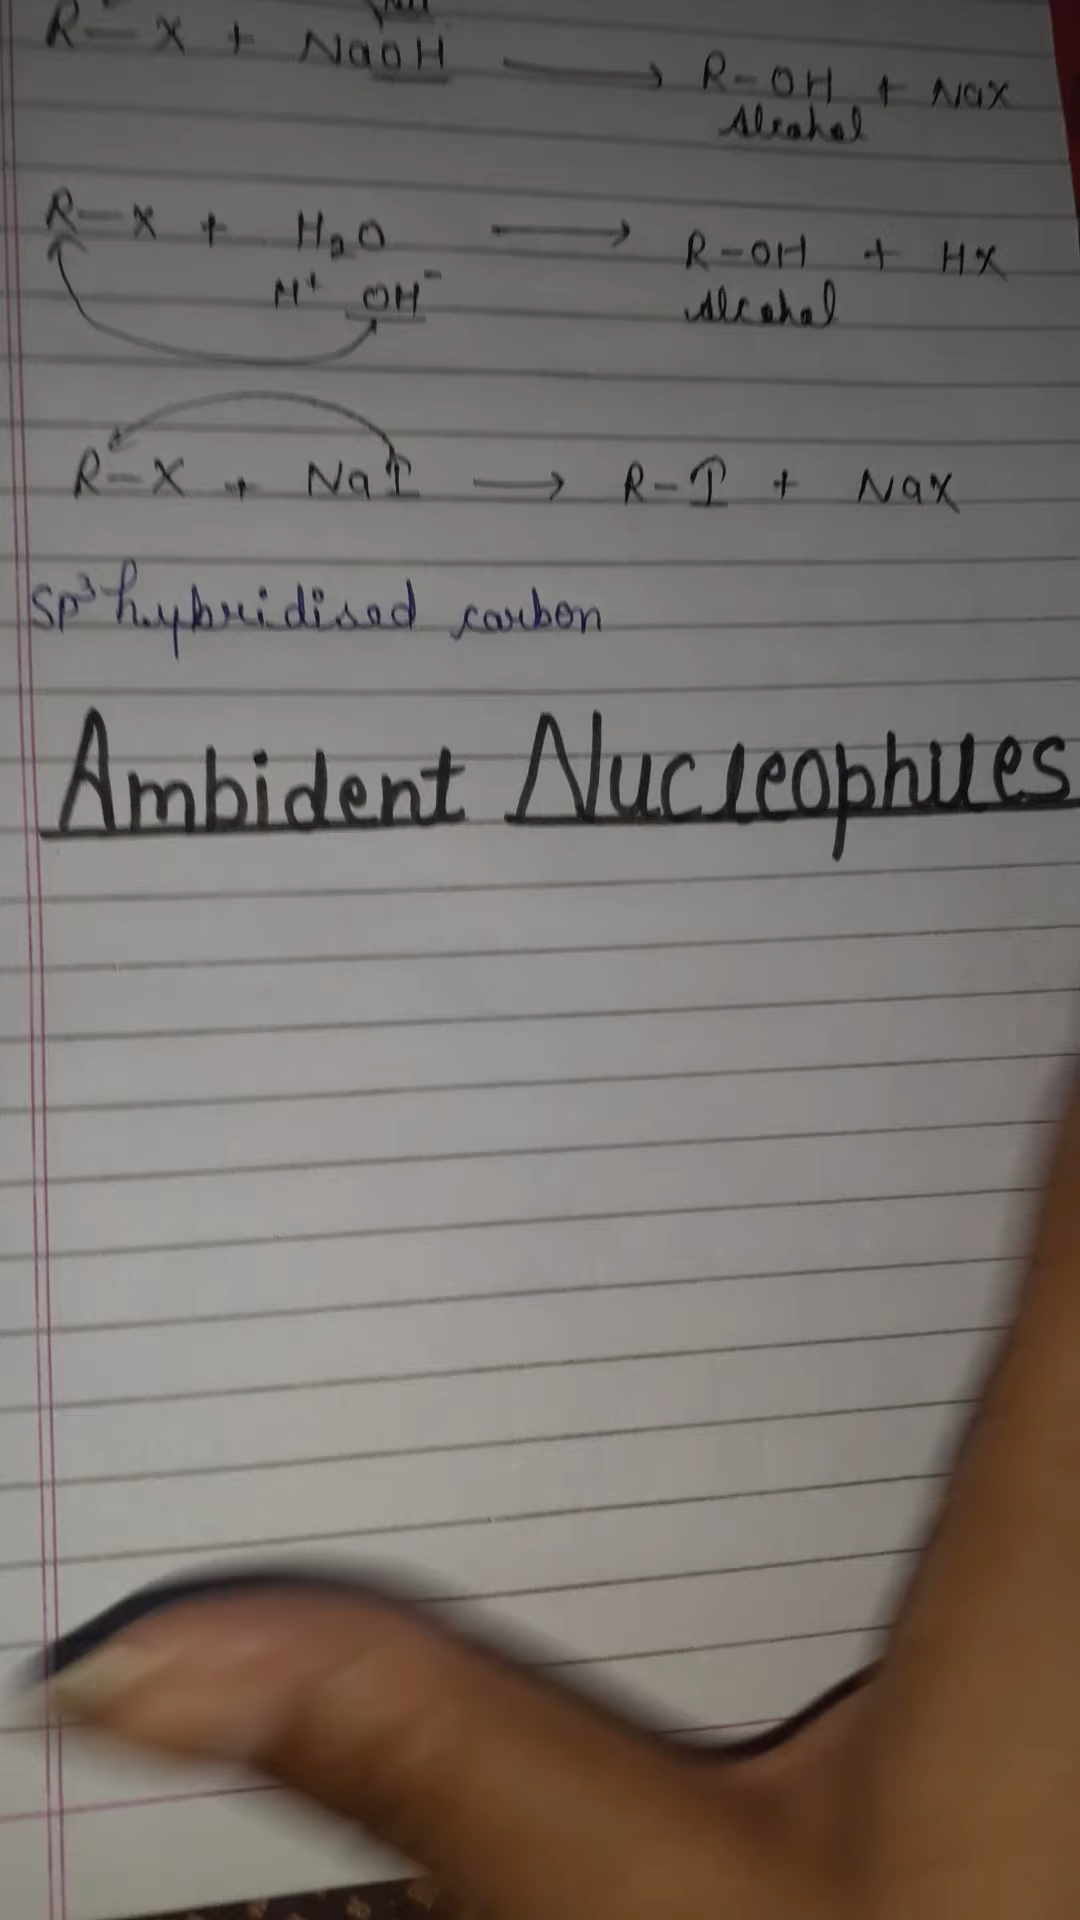 R-X + NaOH ⟶ R-OH + NaX
Alcohol
R-X + H₂O ⟶ R-OH + HX
H⁺ OH⁻ Alcohol
R-X + NaI ⟶ R-I + NaX
sp³ hybridised carbon
Ambident Nucleophiles